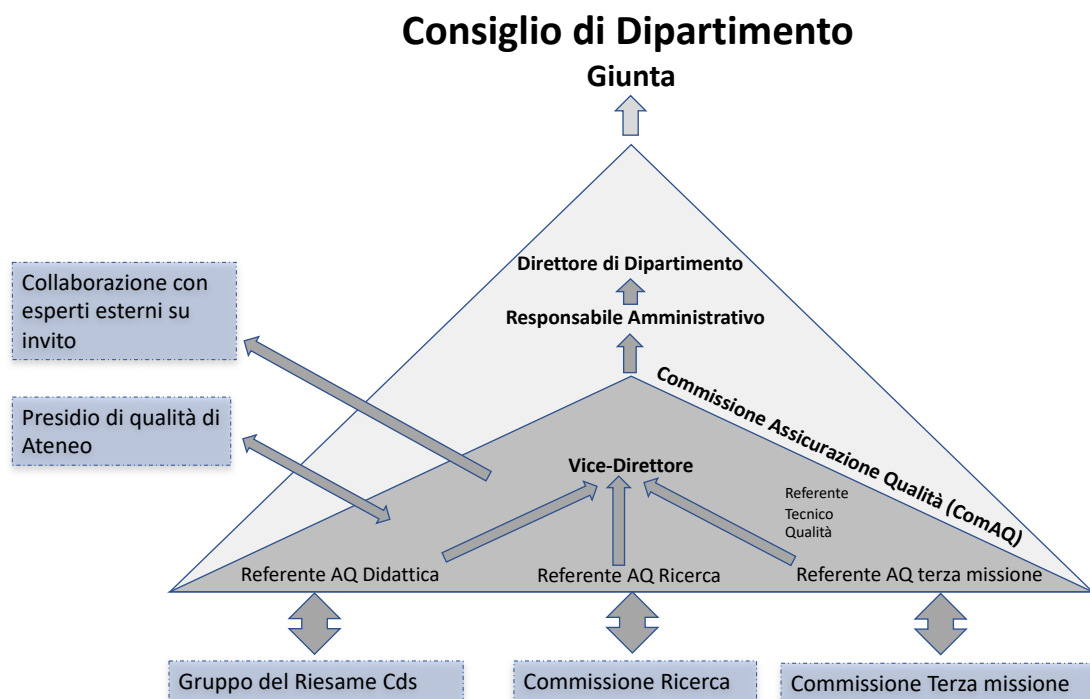 Consiglio di Dipartimento
Giunta
Direttore di Dipartimento
Responsabile Amministrativo
Collaborazione con
esperti esterni su
invito
Presidio di qualità di
Ateneo
Commissione Assicurazione Qualità (ComAQ)
Vice-Direttore
Referente
Tecnico
Qualità
Referente AQ Didattica
Referente AQ Ricerca
Referente AQ terza missione
Gruppo del Riesame Cds
Commissione Ricerca
Commissione Terza missione